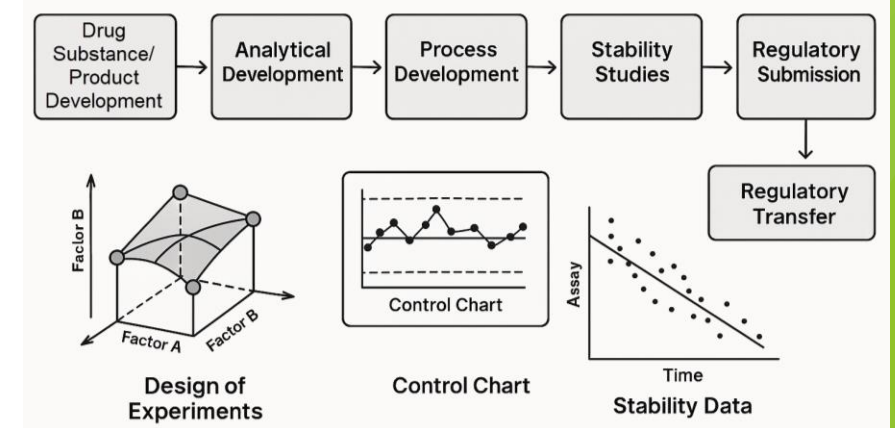 Drug
Substance/
Product
Development
Analytical
Development
Process
Development
Stability
Studies
Regulatory
Submission
Regulatory
Transfer
Faclor B
Factor A
Factor B
Design of
Experiments
Control Chart
Control Chart
Assay
Time
Stability Data